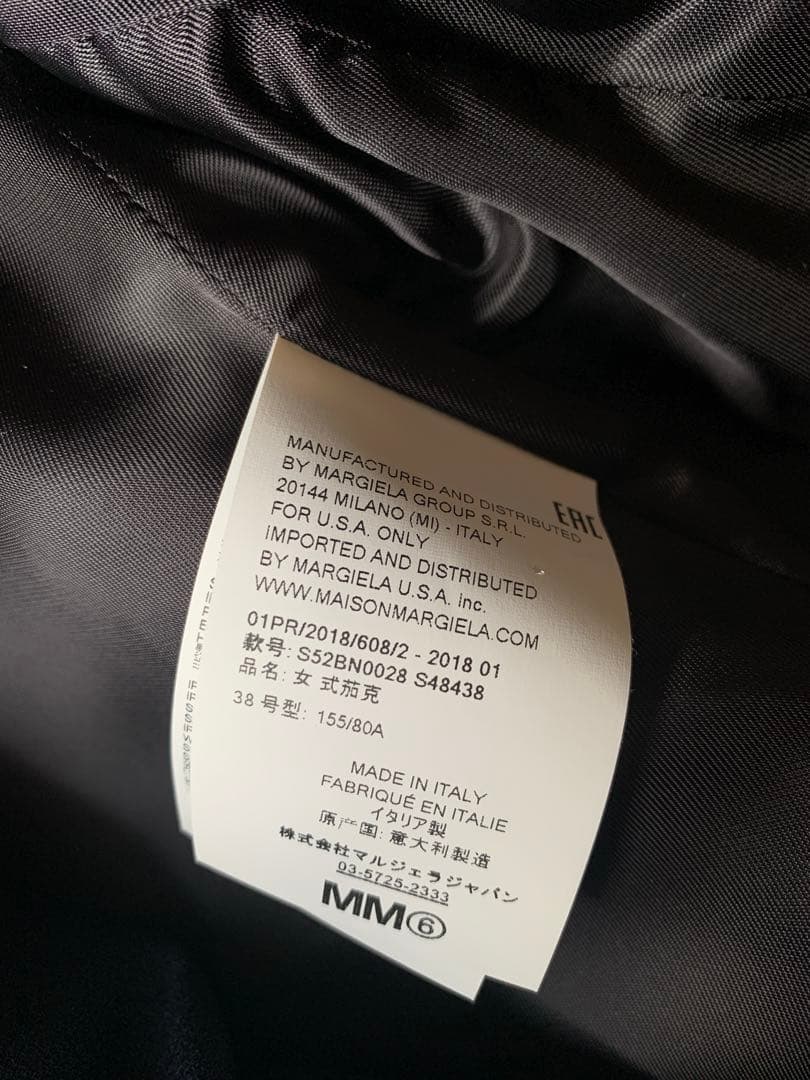 MANUFACTURED AND DISTRIBUTED
BY MARGIELA GROUP S.R.L.
EAC
20144 MILANO (MI) - ITALY
FOR U.S.A. ONLY
IMPORTED AND DISTRIBUTED
BY MARGIELA U.S.A. inc.
WWW.MAISONMARGIELA.COM
01PR/2018/608/2 - 2018 01
款号: S52BN0028 S48438
品名: 女 式茄克
38 号型: 155/80A
MADE IN ITALY
FABRIQUÉ EN ITALIE
イタリア製
原产国: 意大利製造
株式会社マルジェラジャパン
03-5725-2333
MM⑥